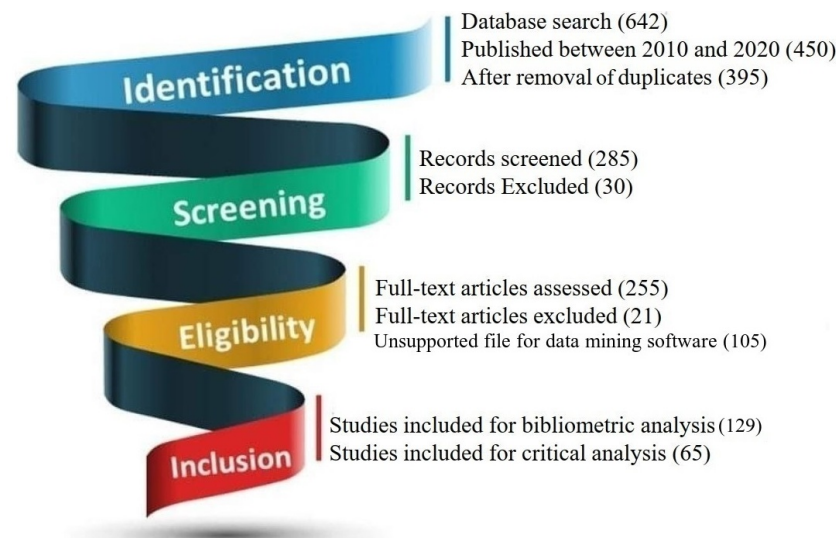 Identification
Database search (642)
Published between 2010 and 2020 (450)
After removal of duplicates (395)
Screening
Records screened (285)
Records Excluded (30)
Eligibility
Full-text articles assessed (255)
Full-text articles excluded (21)
Unsupported file for data mining software (105)
Inclusion
Studies included for bibliometric analysis (129)
Studies included for critical analysis (65)